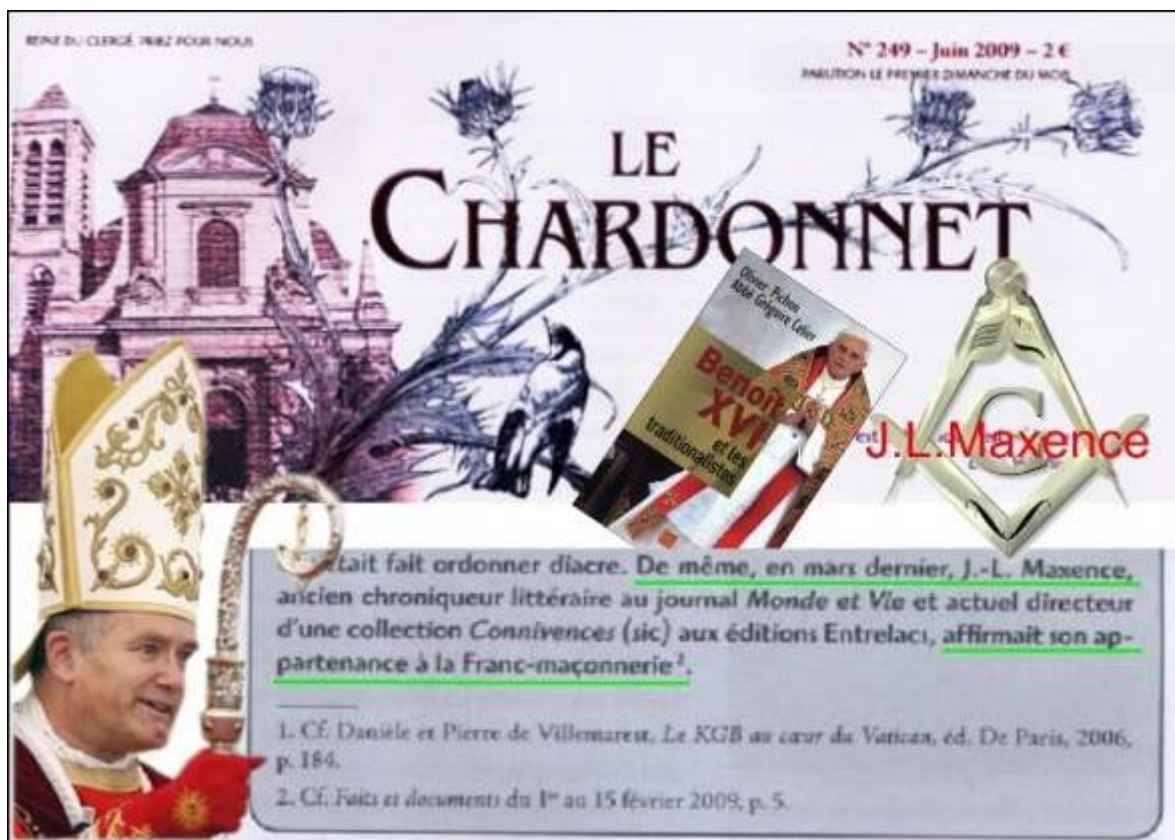 REINE DU CLERGÉ, PRIEZ POUR NOUS
N° 249 – Juin 2009 – 2 €
PARUTION LE PREMIER DIMANCHE DU MOIS
LE
CHARDONNET
Olivier Pichon
Abbé Grégoire Celier
Benoît
XVI
et les
traditionalistes
G
est
J.L.Maxence
était fait ordonner diacre. De même, en mars dernier, J.-L. Maxence,
ancien chroniqueur littéraire au journal Monde et Vie et actuel directeur
d'une collection Connivences (sic) aux éditions Entrelacs, affirmait son ap-
partenance à la Franc-maçonnerie².
1. Cf. Danièle et Pierre de Villemarest, Le KGB au cœur du Vatican, éd. De Paris, 2006,
p. 184.
2. Cf. Faits et documents du 1er au 15 février 2009, p. 5.